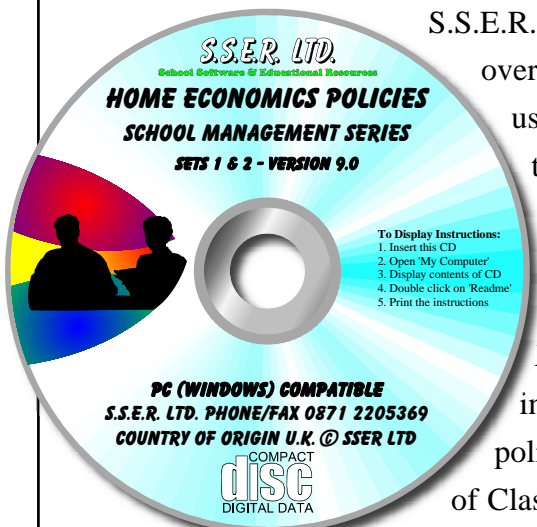 S.S.E.R.
over
us
t
S.S.E.R. LTD.
School Software & Educational Resources
HOME ECONOMICS POLICIES
SCHOOL MANAGEMENT SERIES
SETS 1 & 2 - VERSION 9.0
To Display Instructions:
1. Insert this CD
2. Open 'My Computer'
3. Display contents of CD
4. Double click on 'Readme'
5. Print the instructions
PC (WINDOWS) COMPATIBLE
S.S.E.R. LTD. PHONE/FAX 0871 2205369
COUNTRY OF ORIGIN U.K. © SSER LTD
COMPACT
disc
DIGITAL DATA
in
poli
of Clas